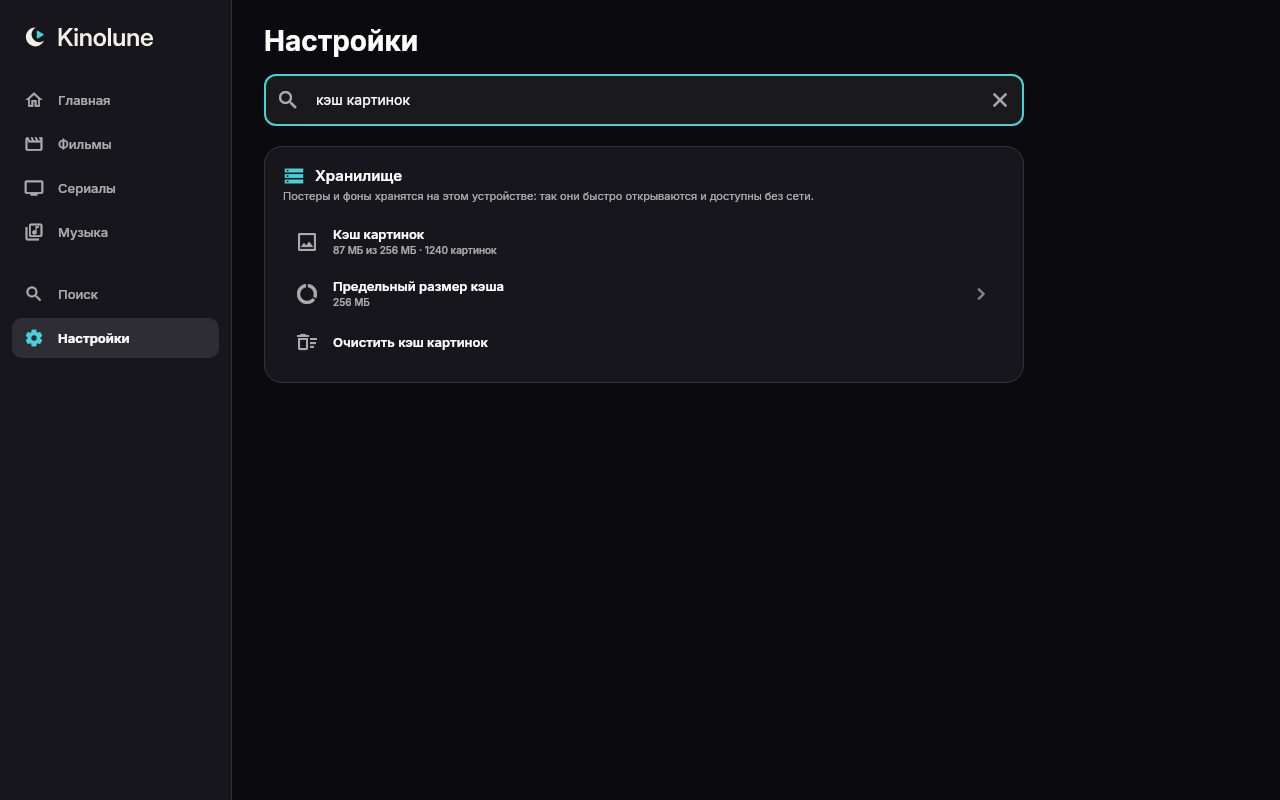 Kinolune
Главная
Фильмы
Сериалы
Музыка
Поиск
Настройки
Настройки
кэш картинок
Хранилище
Постеры и фоны хранятся на этом устройстве: так они быстро открываются и доступны без сети.
Кэш картинок
87 МБ из 256 МБ · 1240 картинок
Предельный размер кэша
256 МБ
Очистить кэш картинок